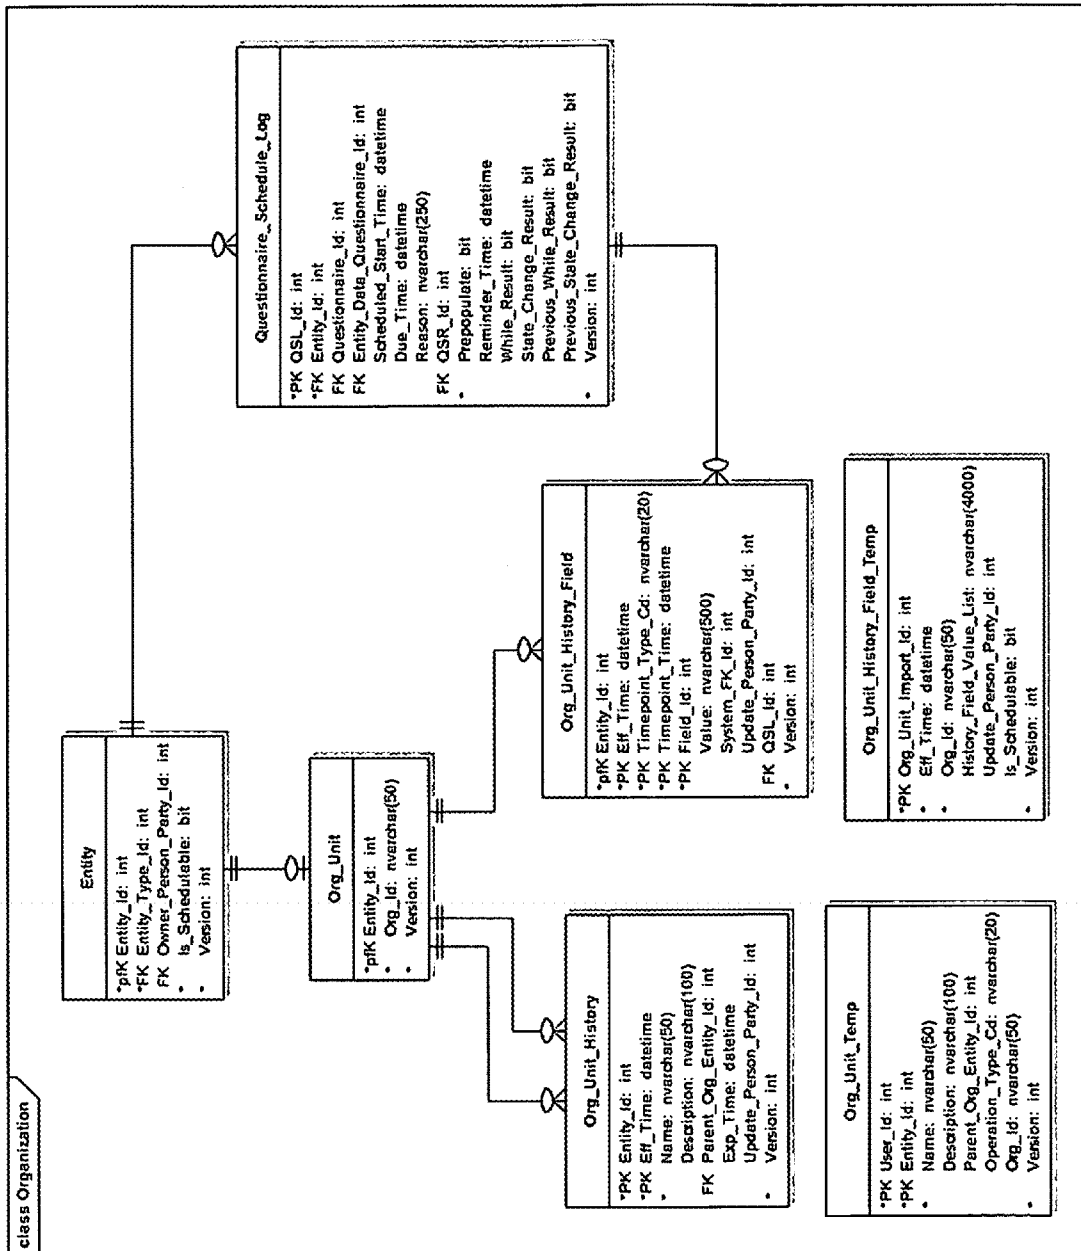 class Organization
Entity
*pfK Entity_Id: int
*FK Entity_Type_Id: int
FK Owner_Person_Party_Id: int
* Is_Schedulable: bit
* Version: int
Questionnaire_Schedule_Log
*PK QSL_Id: int
*FK Entity_Id: int
FK Questionnaire_Id: int
FK Entity_Data_Questionnaire_Id: int
Scheduled_Start_Time: datetime
Due_Time: datetime
Reason: nvarchar(250)
FK QSR_Id: int
* Prepopulate: bit
Reminder_Time: datetime
While_Result: bit
State_Change_Result: bit
Previous_While_Result: bit
Previous_State_Change_Result: bit
* Version: int
Org_Unit
*pfK Entity_Id: int
* Org_Id: nvarchar(50)
* Version: int
Org_Unit_History
*PK Entity_Id: int
*PK Eff_Time: datetime
* Name: nvarchar(50)
Description: nvarchar(100)
FK Parent_Org_Entity_Id: int
Exp_Time: datetime
Update_Person_Party_Id: int
* Version: int
Org_Unit_History_Field
*pfK Entity_Id: int
*PK Eff_Time: datetime
*PK Timepoint_Type_Cd: nvarchar(20)
*PK Timepoint_Time: datetime
*PK Field_Id: int
Value: nvarchar(500)
System_FK_Id: int
Update_Person_Party_Id: int
FK QSL_Id: int
* Version: int
Org_Unit_Temp
*PK User_Id: int
*PK Entity_Id: int
* Name: nvarchar(50)
Description: nvarchar(100)
Parent_Org_Entity_Id: int
Operation_Type_Cd: nvarchar(20)
* Org_Id: nvarchar(50)
* Version: int
Org_Unit_History_Field_Temp
*PK Org_Unit_Import_Id: int
* Eff_Time: datetime
* Org_Id: nvarchar(50)
History_Field_Value_List: nvarchar(4000)
Update_Person_Party_Id: int
Is_Schedulable: bit
* Version: int